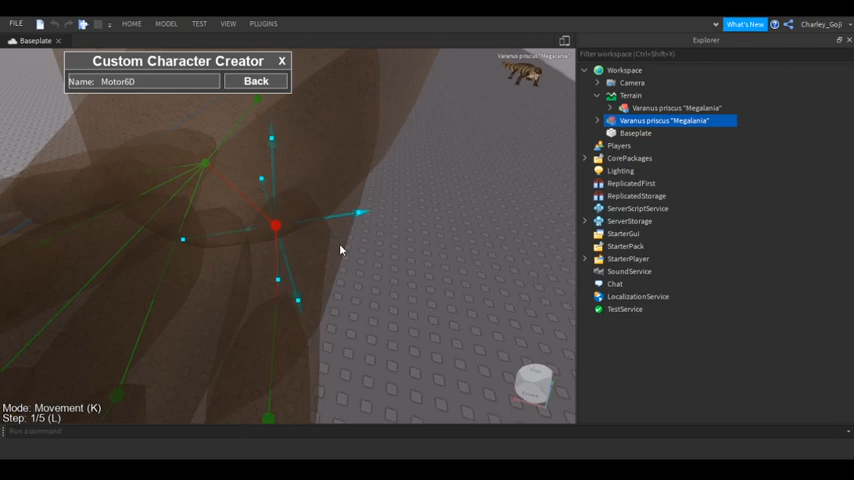 FILE HOME MODEL TEST VIEW PLUGINS What's New Charley_Goji
Baseplate Explorer
Custom Character Creator X
Name: Motor6D Back
Varanus priscus "Megalania"
Filter workspace (Ctrl+Shift+X)
Workspace
Camera
Terrain
Varanus priscus "Megalania"
Varanus priscus "Megalania"
Baseplate
Players
CorePackages
Lighting
ReplicatedFirst
ReplicatedStorage
ServerScriptService
ServerStorage
StarterGui
StarterPack
StarterPlayer
SoundService
Chat
LocalizationService
TestService
Mode: Movement (K)
Step: 1/5 (L)
Run a command